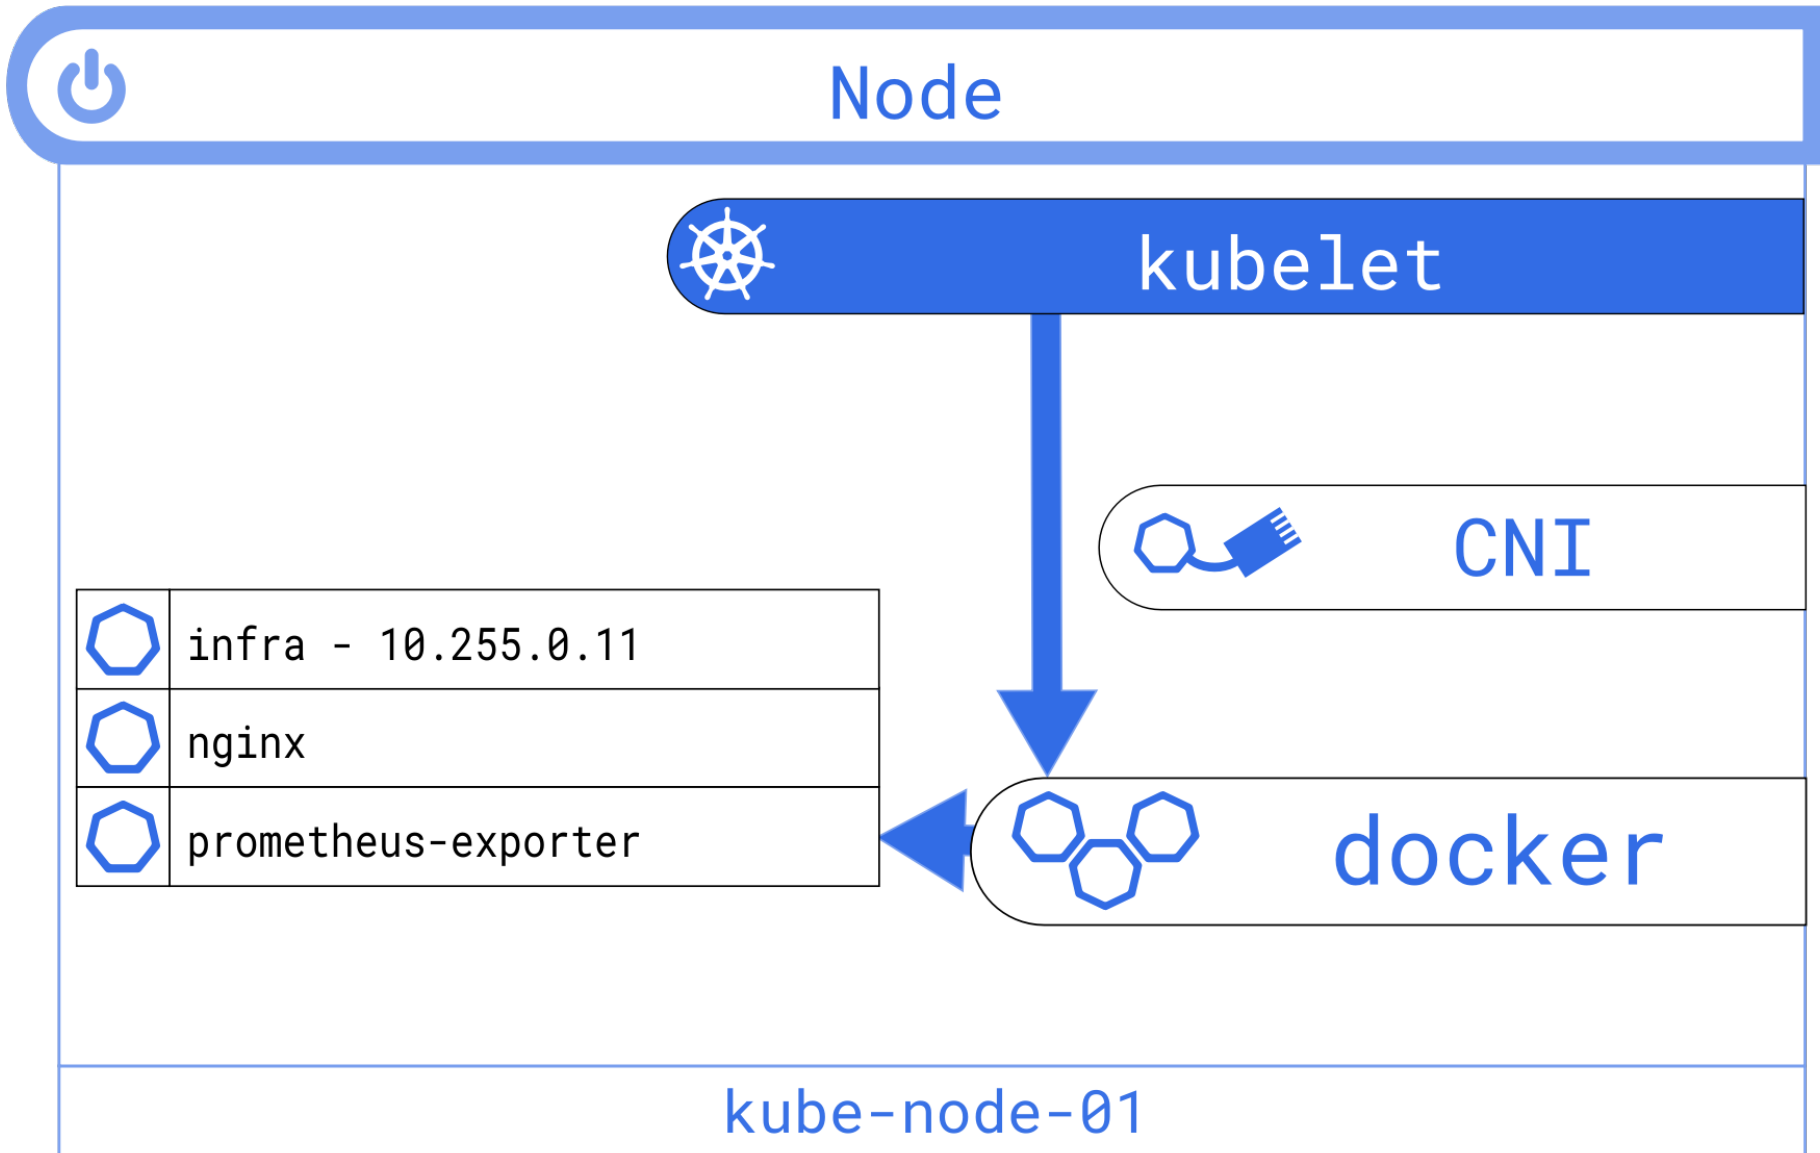 Node
kubelet
CNI
infra - 10.255.0.11
nginx
prometheus-exporter
docker
kube-node-01